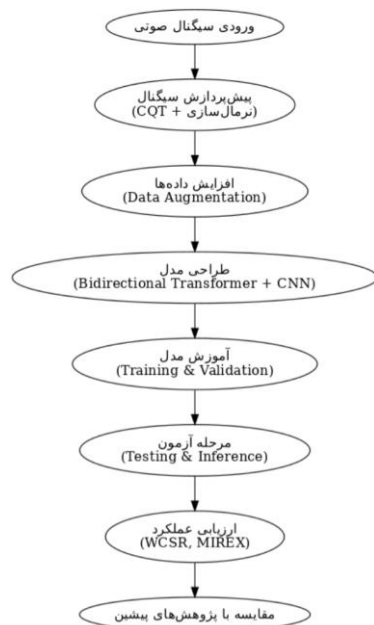 ورودی سیگنال صوتی
پیش‌پردازش سیگنال
(CQT + نرمال‌سازی)
افزایش داده‌ها
(Data Augmentation)
طراحی مدل
(Bidirectional Transformer + CNN)
آموزش مدل
(Training & Validation)
مرحله آزمون
(Testing & Inference)
ارزیابی عملکرد
(WCSR, MIREX)
مقایسه با پژوهش‌های پیشین